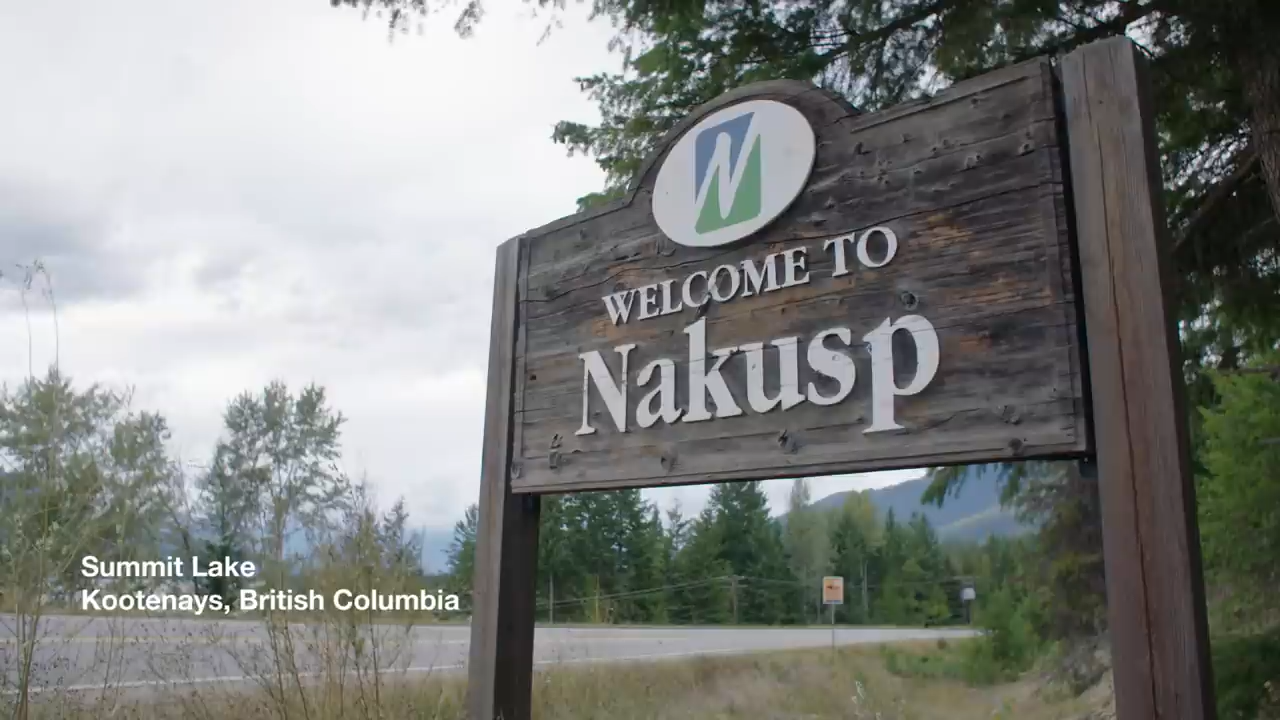 N
WELCOME TO
Nakusp
Summit Lake
Kootenays, British Columbia